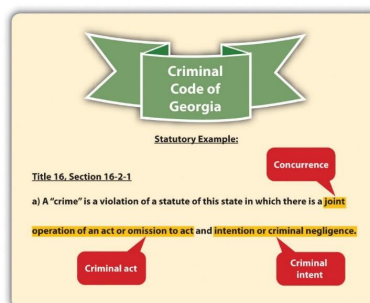 Criminal
Code of
Georgia
Statutory Example:
Concurrence
Title 16, Section 16-2-1
a) A “crime” is a violation of a statute of this state in which there is a joint
operation of an act or omission to act and intention or criminal negligence.
Criminal act
Criminal
intent